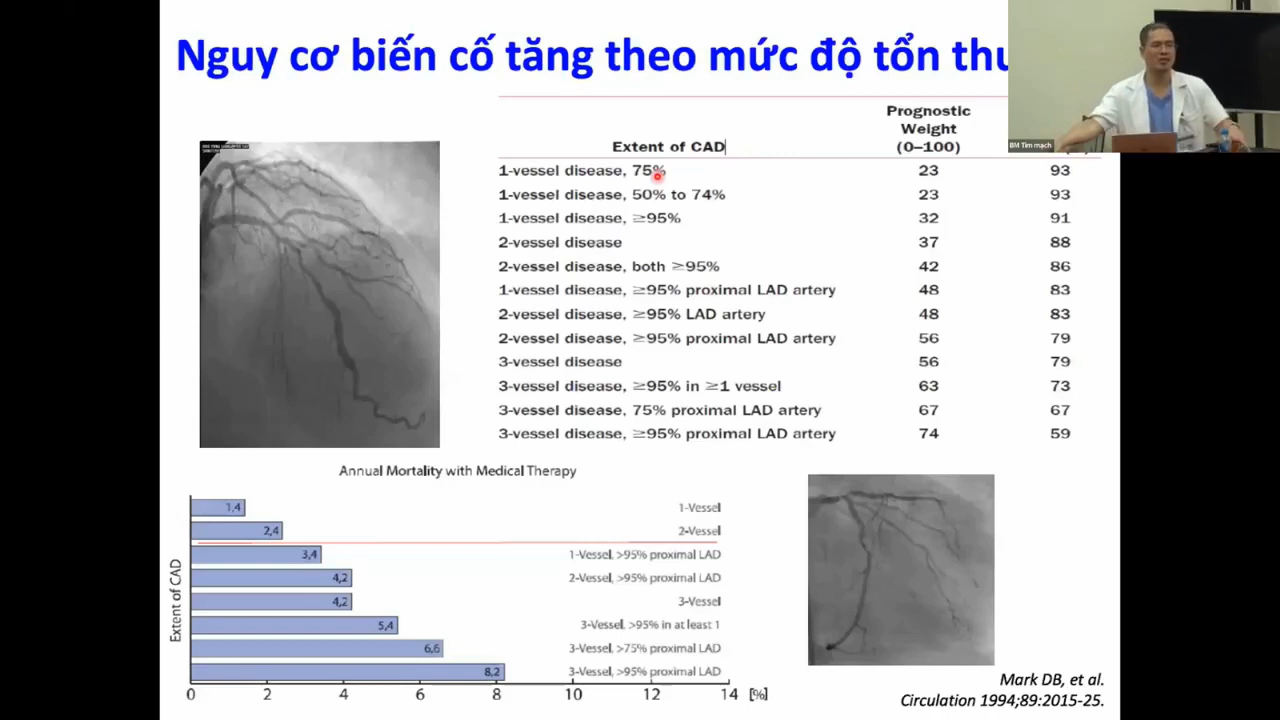 Nguy cơ biến cố tăng theo mức độ tổn
BM Tim mạch
Prognostic
Weight
Extent of CAD (0–100)
1-vessel disease, 75% 23 93
1-vessel disease, 50% to 74% 23 93
1-vessel disease, ≥95% 32 91
2-vessel disease 37 88
2-vessel disease, both ≥95% 42 86
1-vessel disease, ≥95% proximal LAD artery 48 83
2-vessel disease, ≥95% LAD artery 48 83
2-vessel disease, ≥95% proximal LAD artery 56 79
3-vessel disease 56 79
3-vessel disease, ≥95% in ≥1 vessel 63 73
3-vessel disease, 75% proximal LAD artery 67 67
3-vessel disease, ≥95% proximal LAD artery 74 59
Annual Mortality with Medical Therapy
Extent of CAD
1,4 1-Vessel
2,4 2-Vessel
3,4 1-Vessel, >95% proximal LAD
4,2 2-Vessel, >95% proximal LAD
4,2 3-Vessel
5,4 3-Vessel, >95% in at least 1
6,6 3-Vessel, >75% proximal LAD
8,2 3-Vessel, >95% proximal LAD
0 2 4 6 8 10 12 14 [%]
Mark DB, et al.
Circulation 1994;89:2015-25.